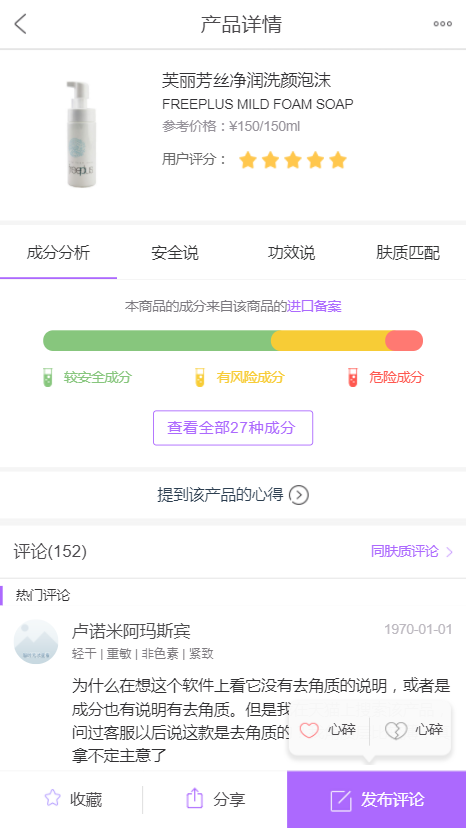 产品详情
芙丽芳丝净润洗颜泡沫
FREEPLUS MILD FOAM SOAP
参考价格：¥150/150ml
用户评分：
freeplus
成分分析
安全说
功效说
肤质匹配
本商品的成分来自该商品的进口备案
较安全成分
有风险成分
危险成分
查看全部27种成分
提到该产品的心得
评论(152)
同肤质评论
热门评论
卢诺米阿玛斯宾
1970-01-01
轻干 | 重敏 | 非色素 | 紧致
为什么在想这个软件上看它没有去角质的说明，或者是
成分也有说明有去角质。但是我
问过客服以后说这款是去角质的
拿不定主意了
心碎
心碎
收藏
分享
发布评论